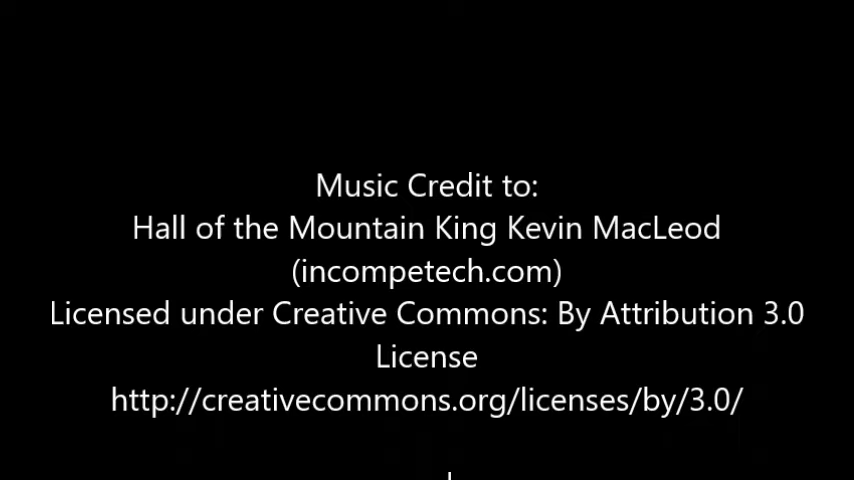 Music Credit to:
Hall of the Mountain King Kevin MacLeod
(incompetech.com)
Licensed under Creative Commons: By Attribution 3.0
License
http://creativecommons.org/licenses/by/3.0/